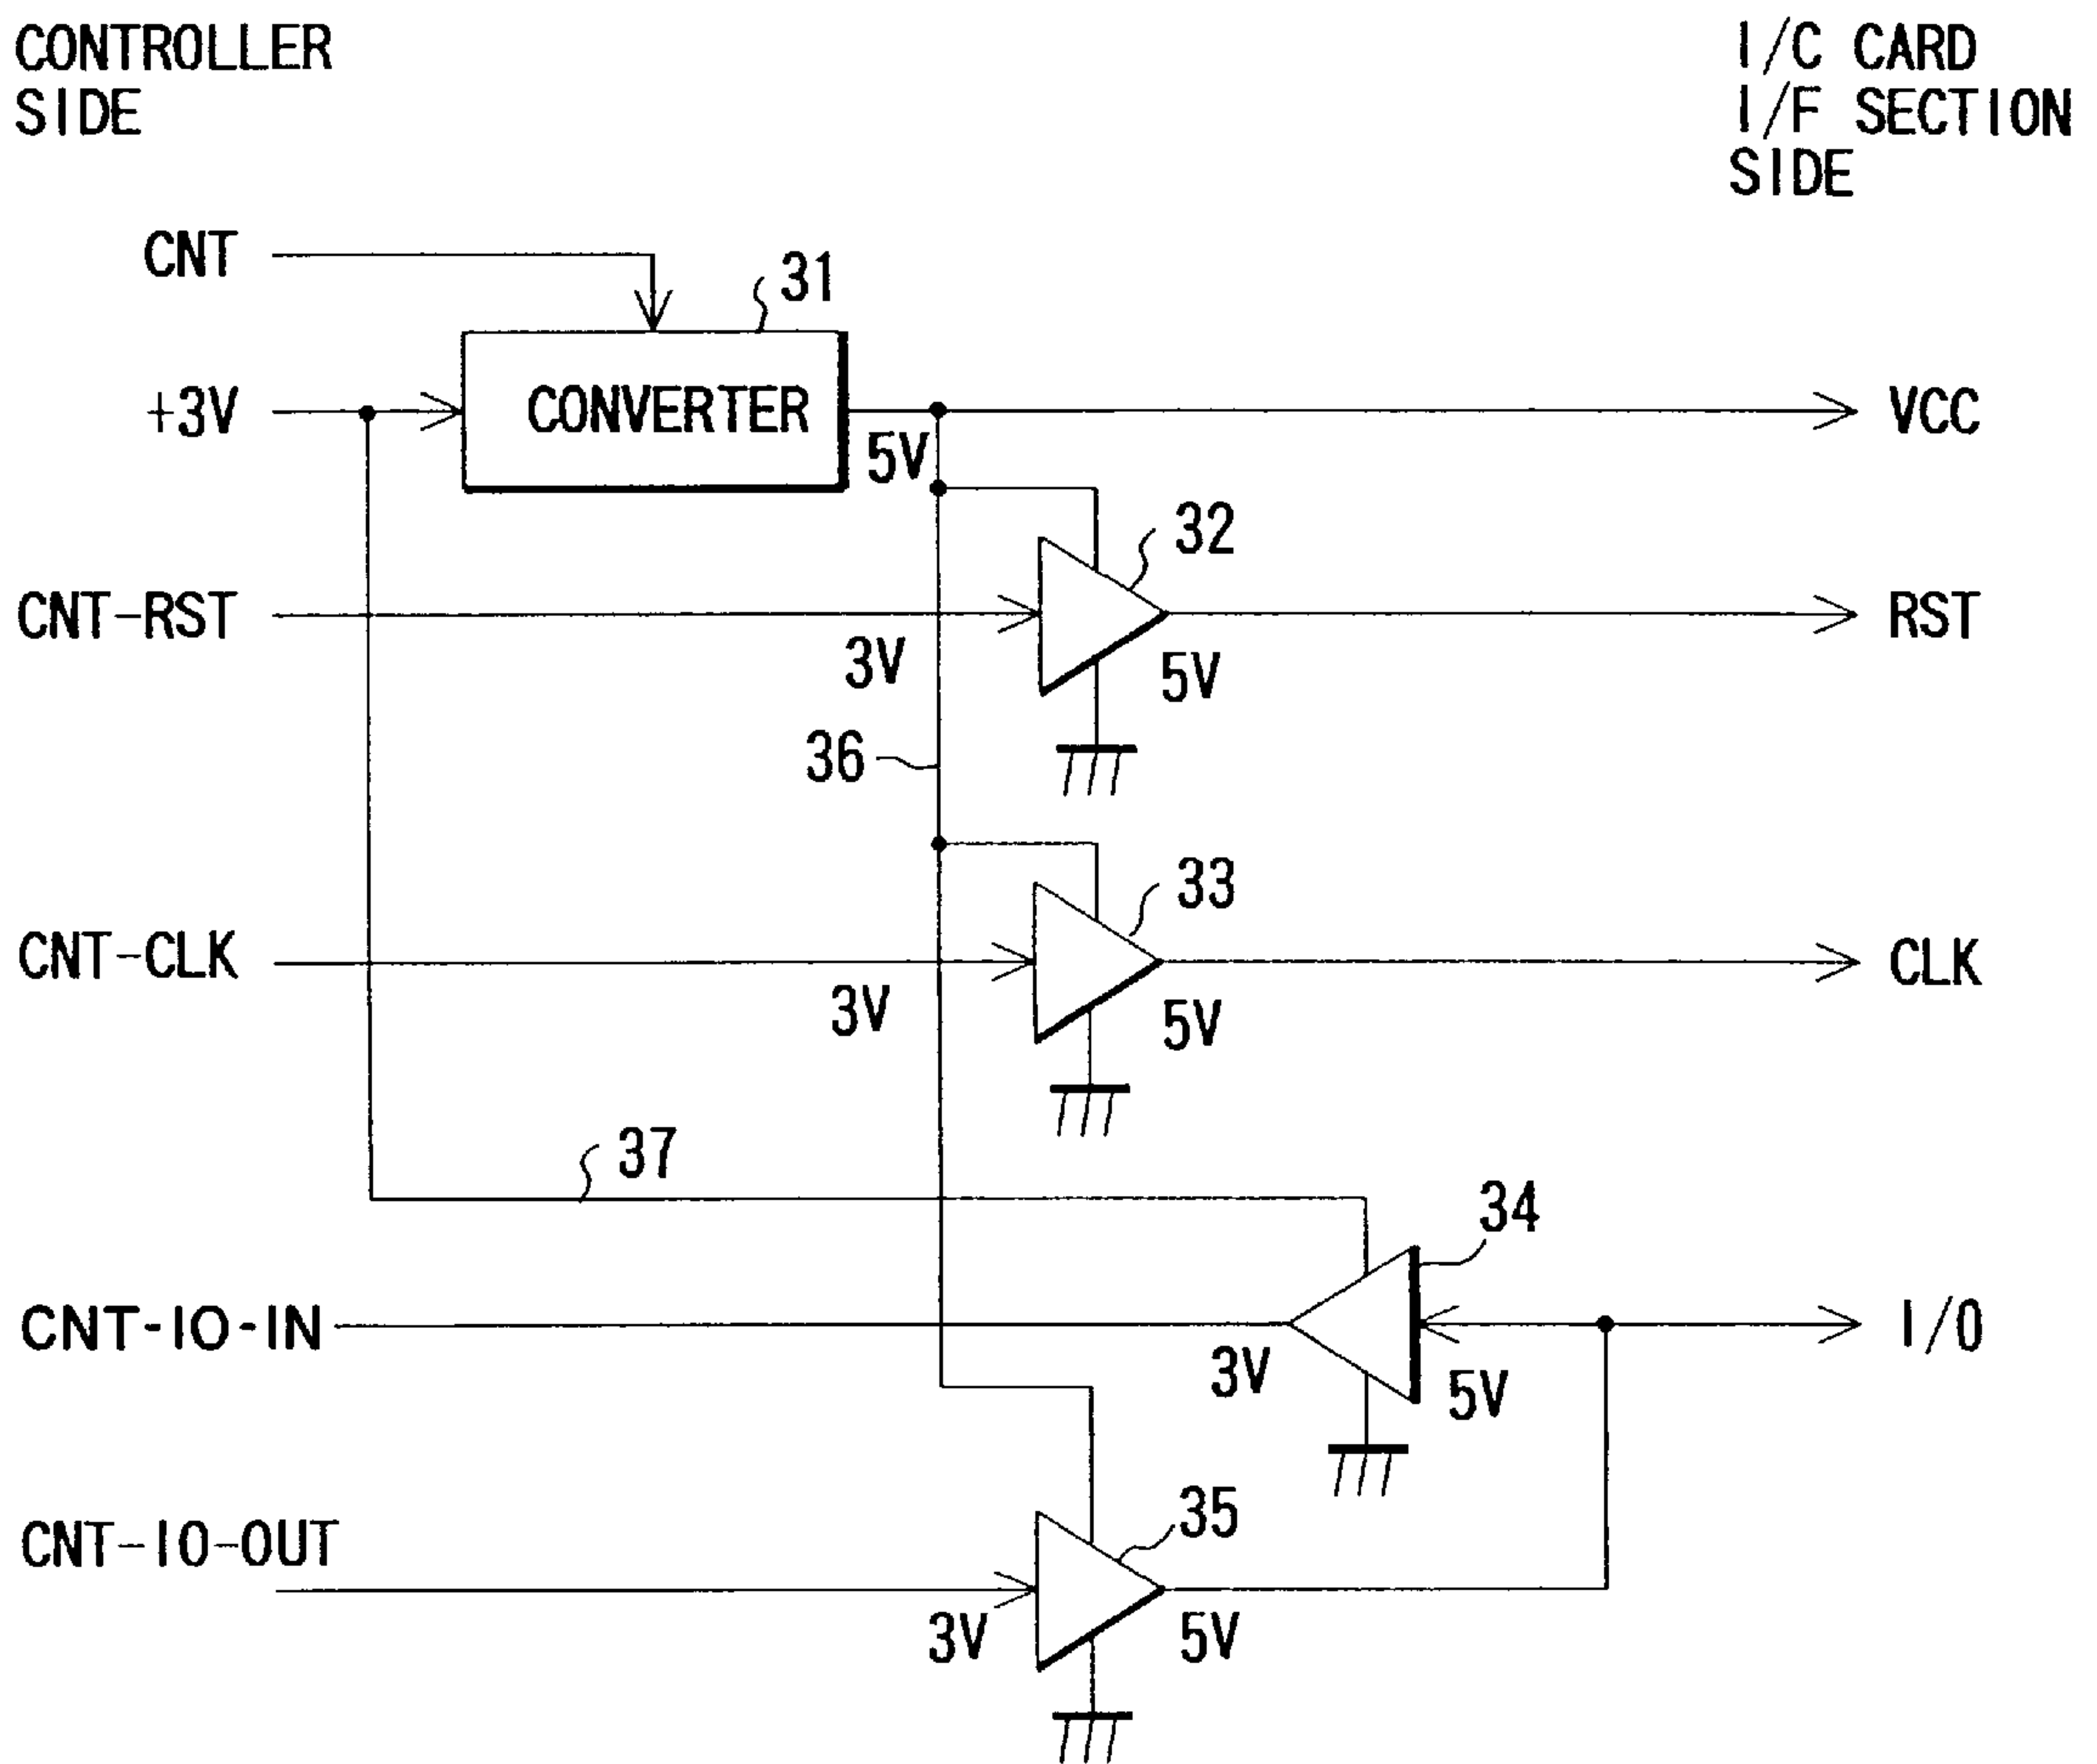 CONTROLLER
SIDE
I/C CARD
I/F SECTION
SIDE
CNT
31
+3V
CONVERTER
5V
VCC
32
CNT-RST
3V
5V
RST
36
33
CNT-CLK
3V
5V
CLK
37
34
CNT-IO-IN
3V
5V
I/O
35
CNT-IO-OUT
3V
5V